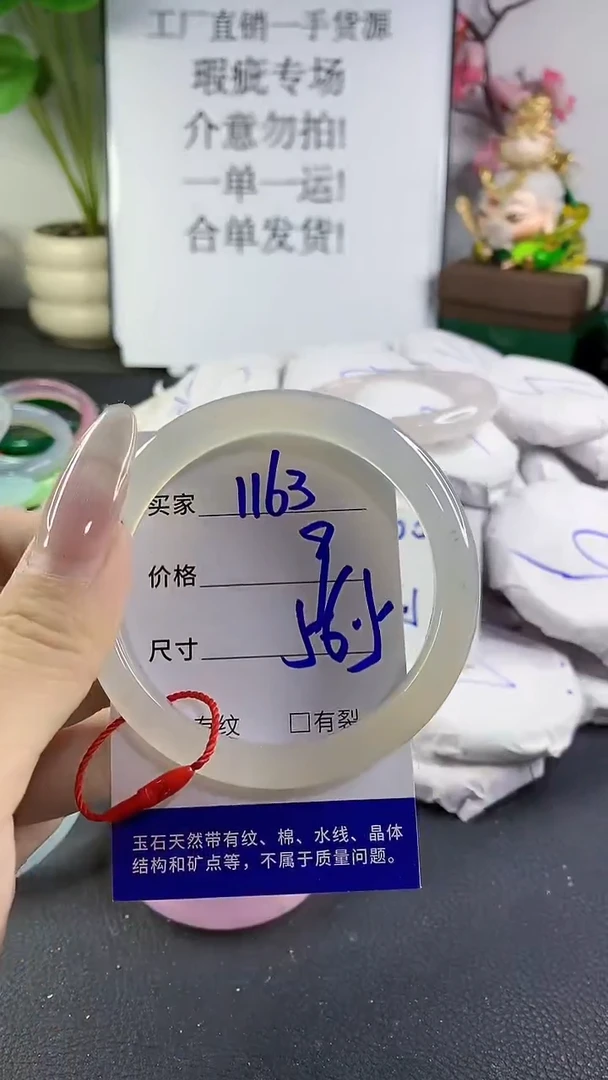 工厂直销一手货源
瑕疵专场
介意勿拍!
一单一运!
合单发货!
买家 1163
价格
尺寸 56.5
有纹 □有裂
玉石天然带有纹、棉、水线、晶体
结构和矿点等，不属于质量问题。